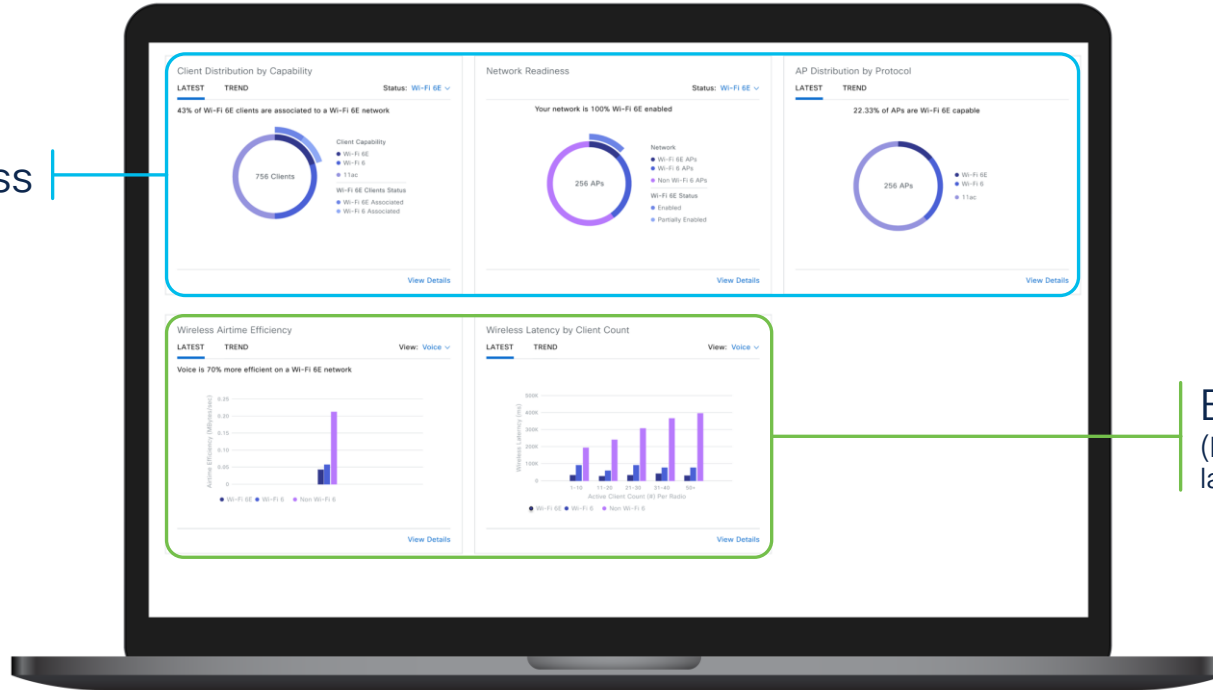 Client Distribution by Capability
LATEST TREND Status: Wi-Fi 6E
43% of Wi-Fi 6E clients are associated to a Wi-Fi 6E network
756 Clients
Client Capability
Wi-Fi 6E
Wi-Fi 6
11ac
Wi-Fi 6E Clients Status
Wi-Fi 6E Associated
Wi-Fi 6 Associated
View Details
Network Readiness
Status: Wi-Fi 6E
Your network is 100% Wi-Fi 6E enabled
256 APs
Network
Wi-Fi 6E APs
Wi-Fi 6 APs
Non Wi-Fi 6 APs
Wi-Fi 6E Status
Enabled
Partially Enabled
View Details
AP Distribution by Protocol
LATEST TREND
22.33% of APs are Wi-Fi 6E capable
256 APs
Wi-Fi 6E
Wi-Fi 6
11ac
View Details
Wireless Airtime Efficiency
LATEST TREND View: Voice
Voice is 70% more efficient on a Wi-Fi 6E network
Airtime Efficiency (MBytes/sec)
0.25
0.20
0.10
0.10
0.05
0
Wi-Fi 6E Wi-Fi 6 Non Wi-Fi 6
View Details
Wireless Latency by Client Count
LATEST TREND View: Voice
Wireless Latency (ms)
500K
400K
300K
200K
100K
0
1-10 11-20 21-30 31-40 50+
Active Client Count (#) Per Radio
Wi-Fi 6E Wi-Fi 6 Non Wi-Fi 6
View Details